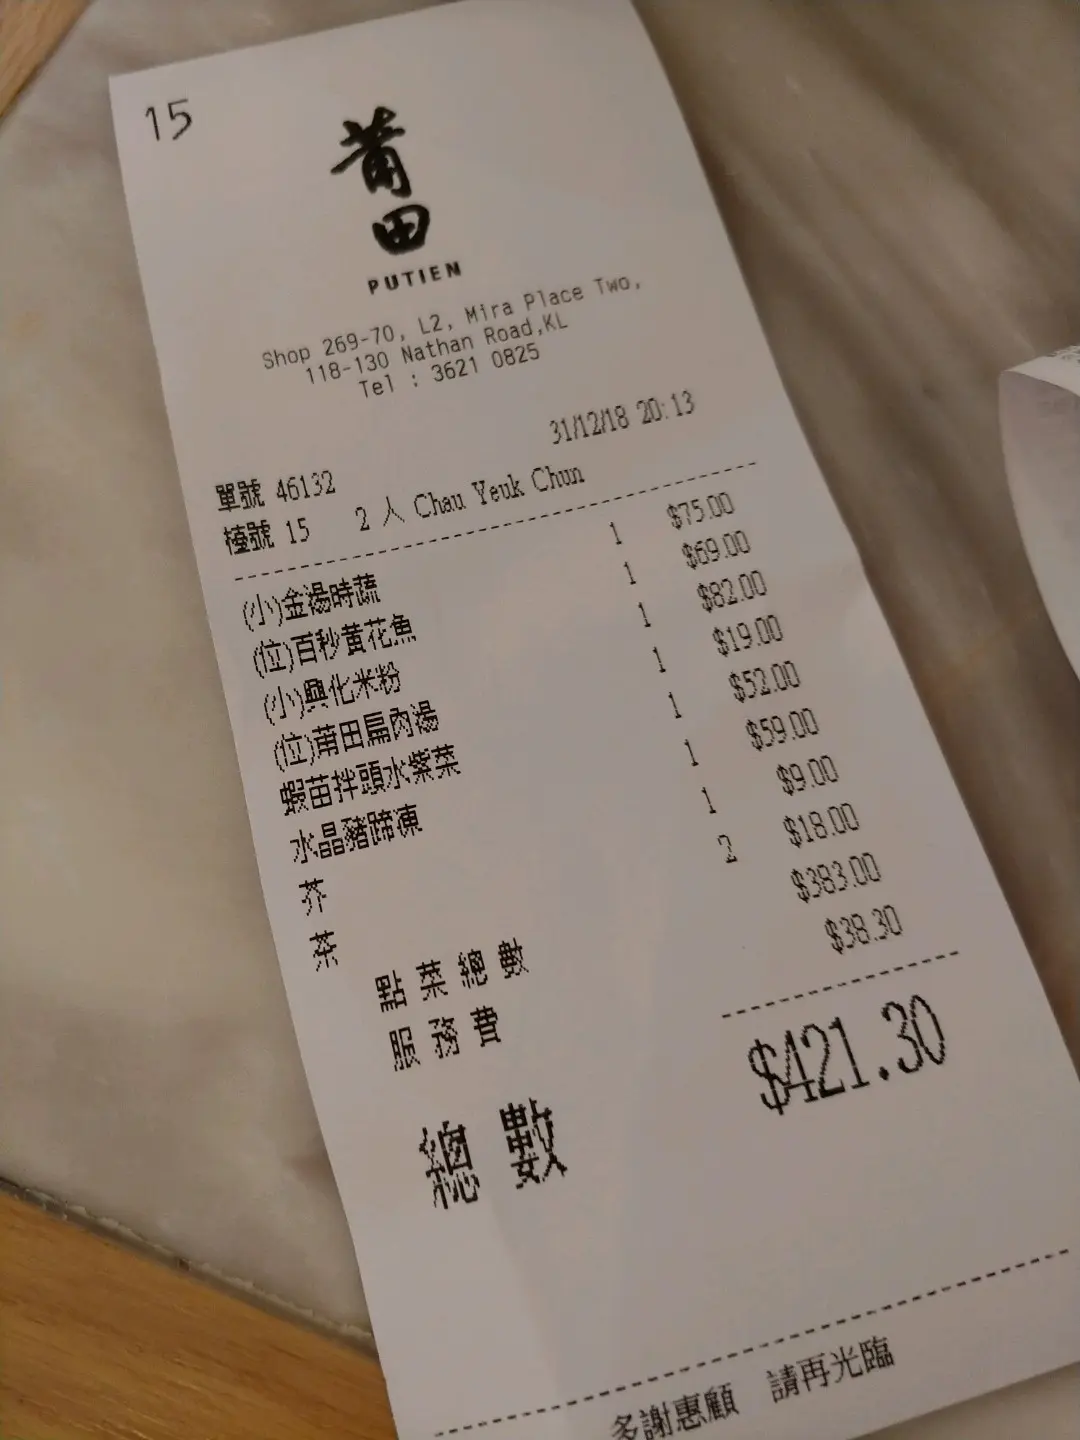 15
莆
田
PUTIEN
Shop 269-70, L2, Mira Place Two,
118-130 Nathan Road,KL
Tel : 3621 0825
31/12/18 20:13
單號 46132
檯號 15 2 人 Chau Yeuk Chun
(小)金湯時蔬 1 $75.00
(位)百秒黃花魚 1 $69.00
(小)興化米粉 1 $82.00
(位)莆田扁肉湯 1 $19.00
蝦苗拌頭水紫菜 1 $52.00
水晶豬蹄凍 1 $59.00
芥 1 $9.00
茶 2 $18.00
點菜總數 $383.00
服務費 $38.30
總數 $421.30
多謝惠顧 請再光臨